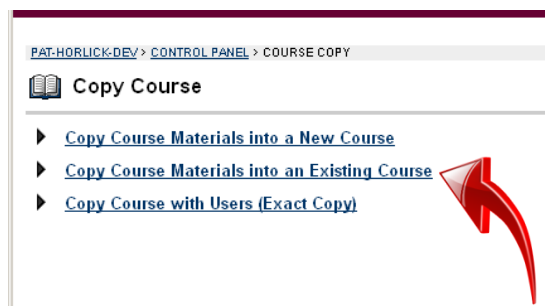 PAT-HORLICK-DEV > CONTROL PANEL > COURSE COPY
Copy Course
Copy Course Materials into a New Course
Copy Course Materials into an Existing Course
Copy Course with Users (Exact Copy)